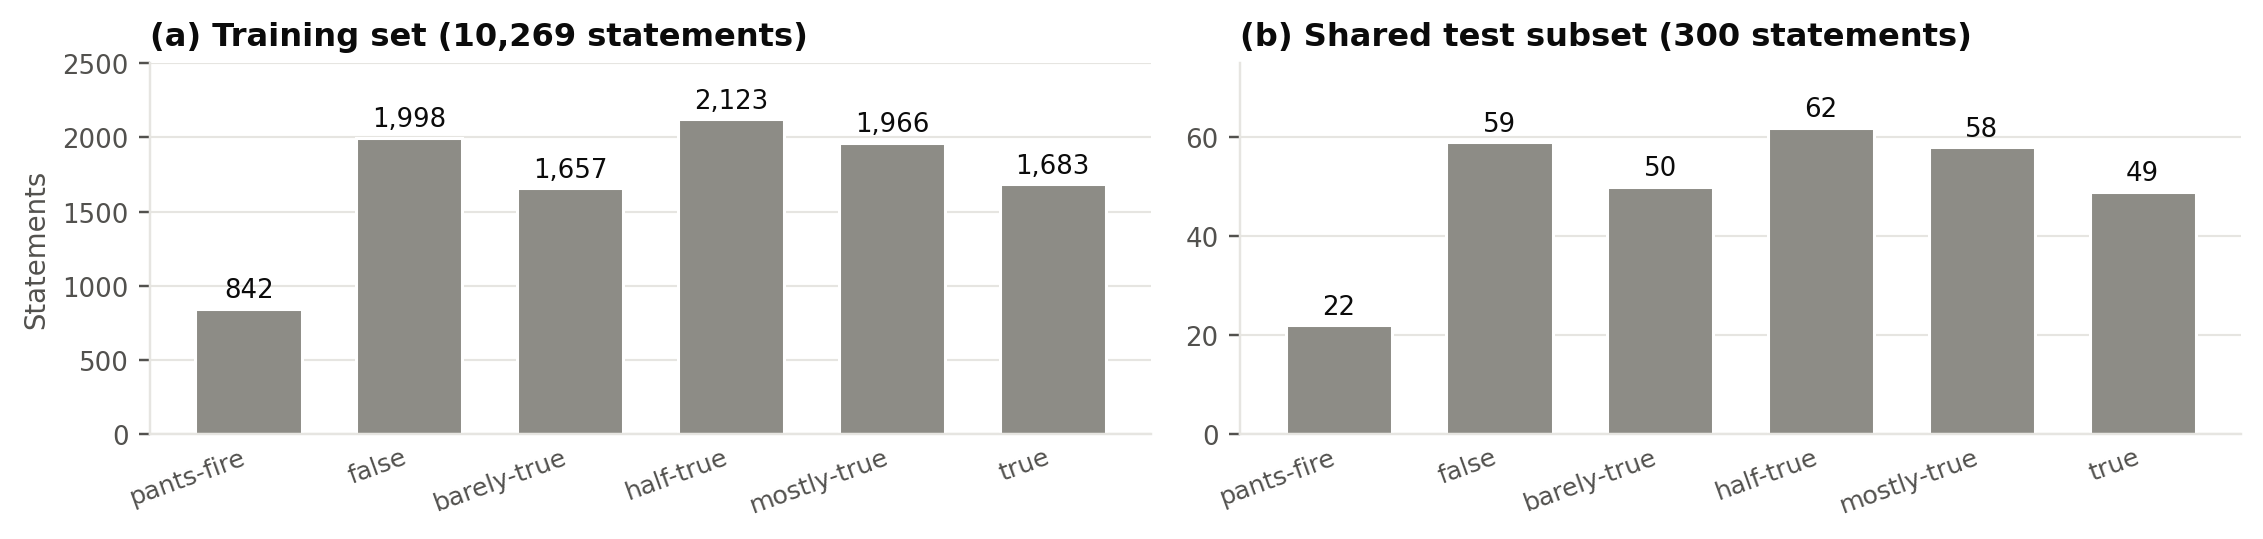 (a) Training set (10,269 statements)
Statements
2500
2000
1500
1000
500
0
842
1,998
1,657
2,123
1,966
1,683
pants-fire
false
barely-true
half-true
mostly-true
true
(b) Shared test subset (300 statements)
60
40
20
0
22
59
50
62
58
49
pants-fire
false
barely-true
half-true
mostly-true
true